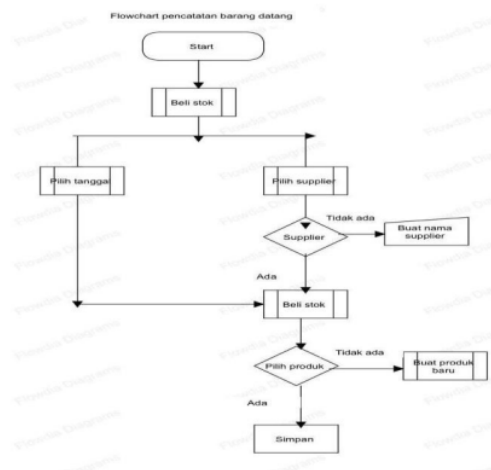 Flowchart pencatatan barang datang
Start
Beli stok
Pilih tanggal
Pilih supplier
Tidak ada
Supplier
Buat nama
supplier
Ada
Beli stok
Tidak ada
Pilih produk
Buat produk
baru
Ada
Simpan